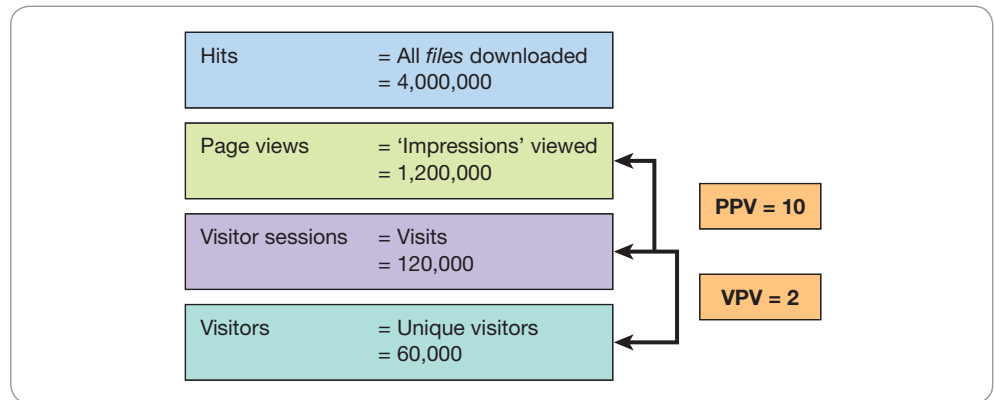 Hits = All files downloaded
= 4,000,000
Page views = ‘Impressions’ viewed
= 1,200,000
PPV = 10
Visitor sessions = Visits
= 120,000
VPV = 2
Visitors = Unique visitors
= 60,000